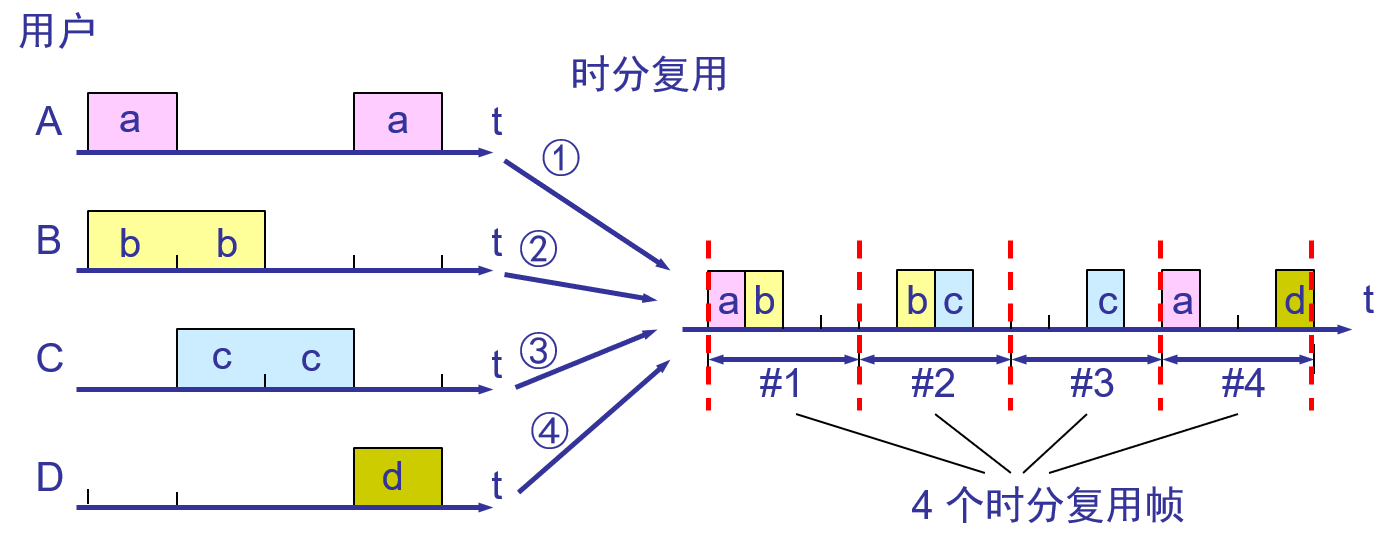 用户
时分复用
A a a t
①
B b b t
②
a b b c c a d t
C c c t
③
#1 #2 #3 #4
④
D d t
4 个时分复用帧